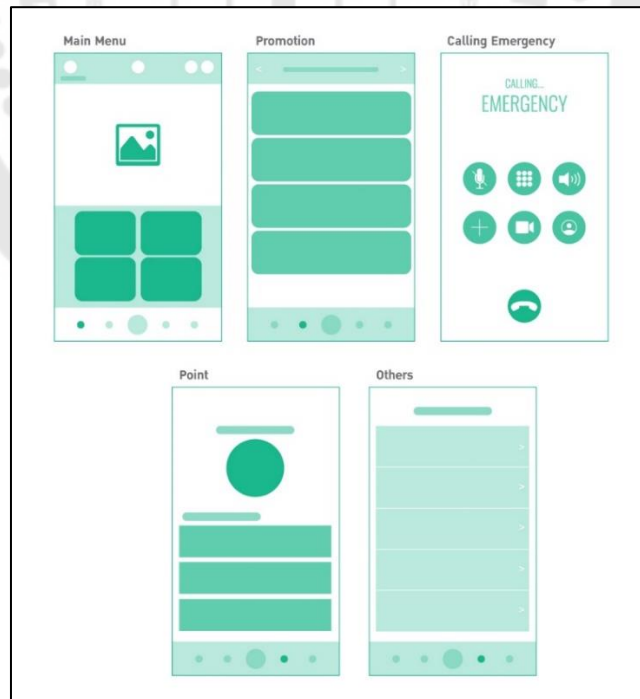 Main Menu
Promotion
Calling Emergency
CALLING...
EMERGENCY
Point
Others